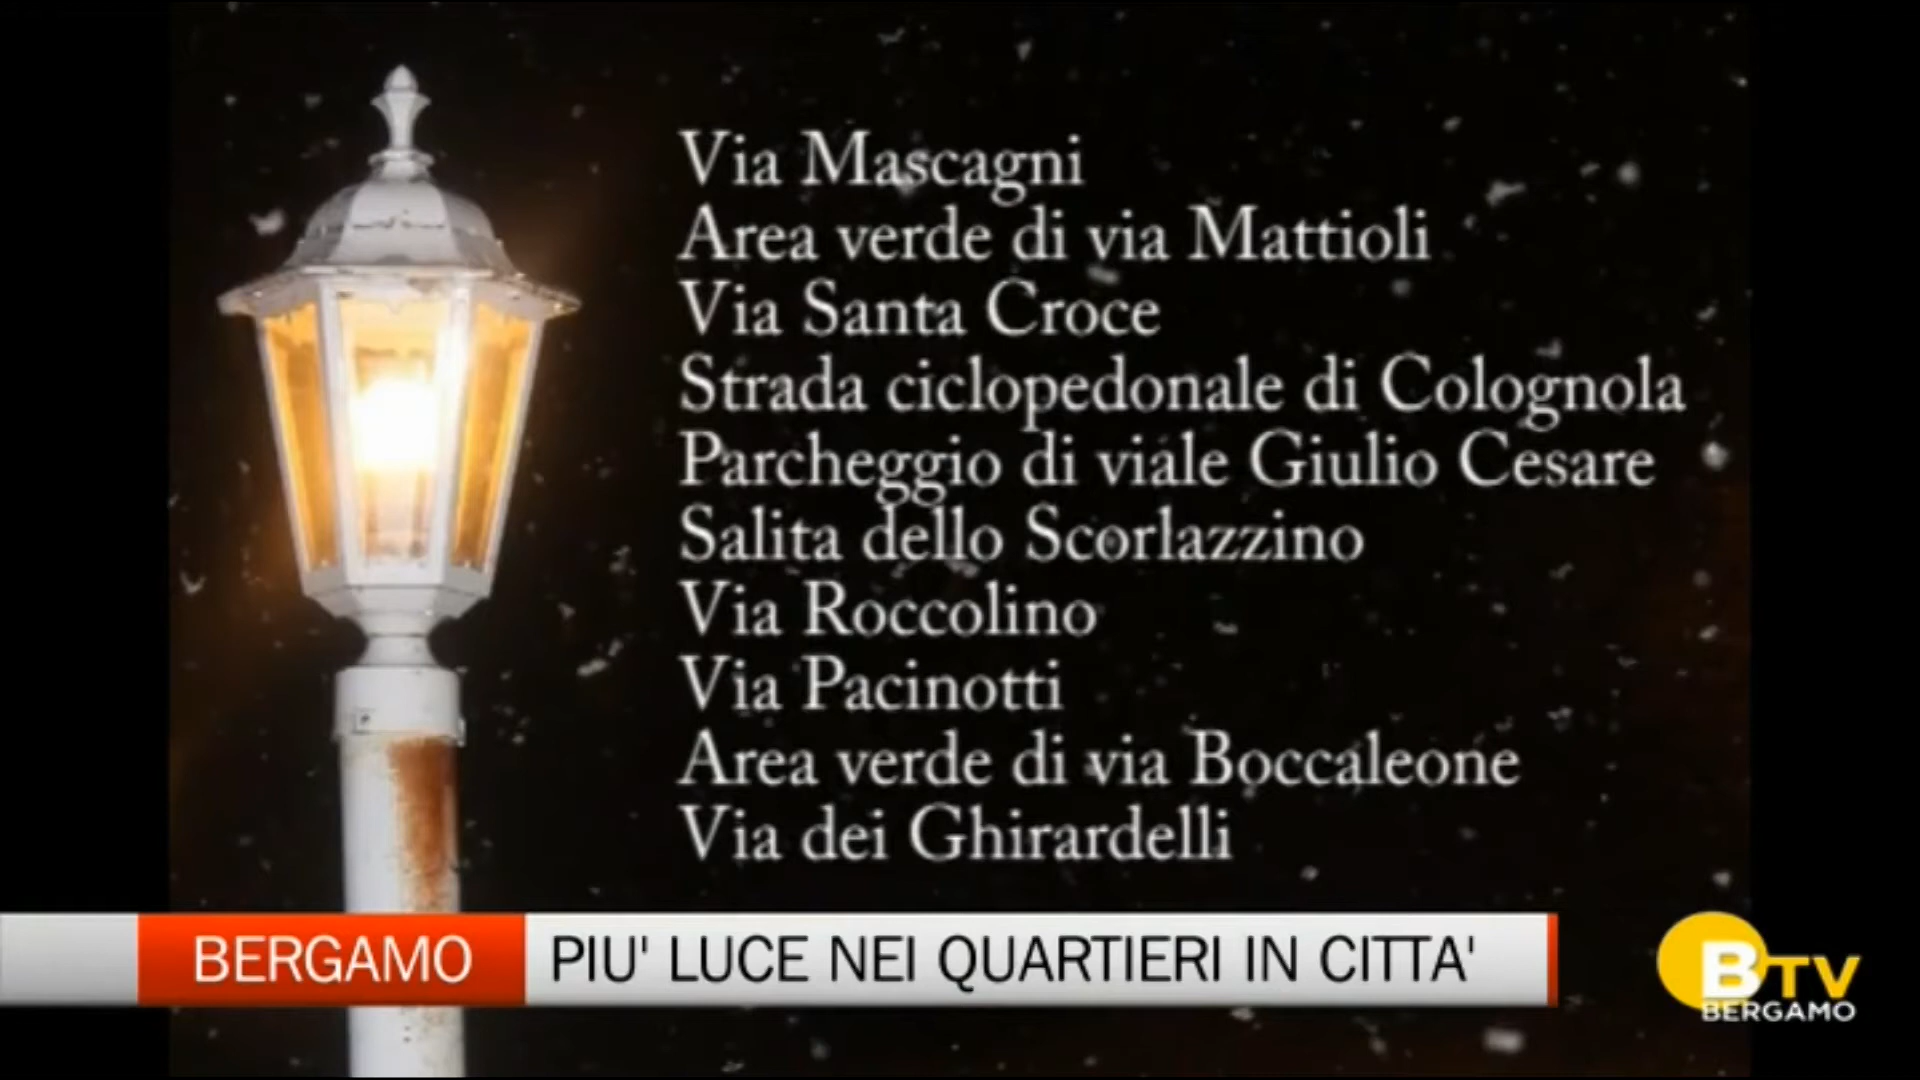 Via Mascagni
Area verde di via Mattioli
Via Santa Croce
Strada ciclopedonale di Colognola
Parcheggio di viale Giulio Cesare
Salita dello Scorlazzino
Via Roccolino
Via Pacinotti
Area verde di via Boccaleone
Via dei Ghirardelli
BERGAMO PIU' LUCE NEI QUARTIERI IN CITTA'
BTV
BERGAMO